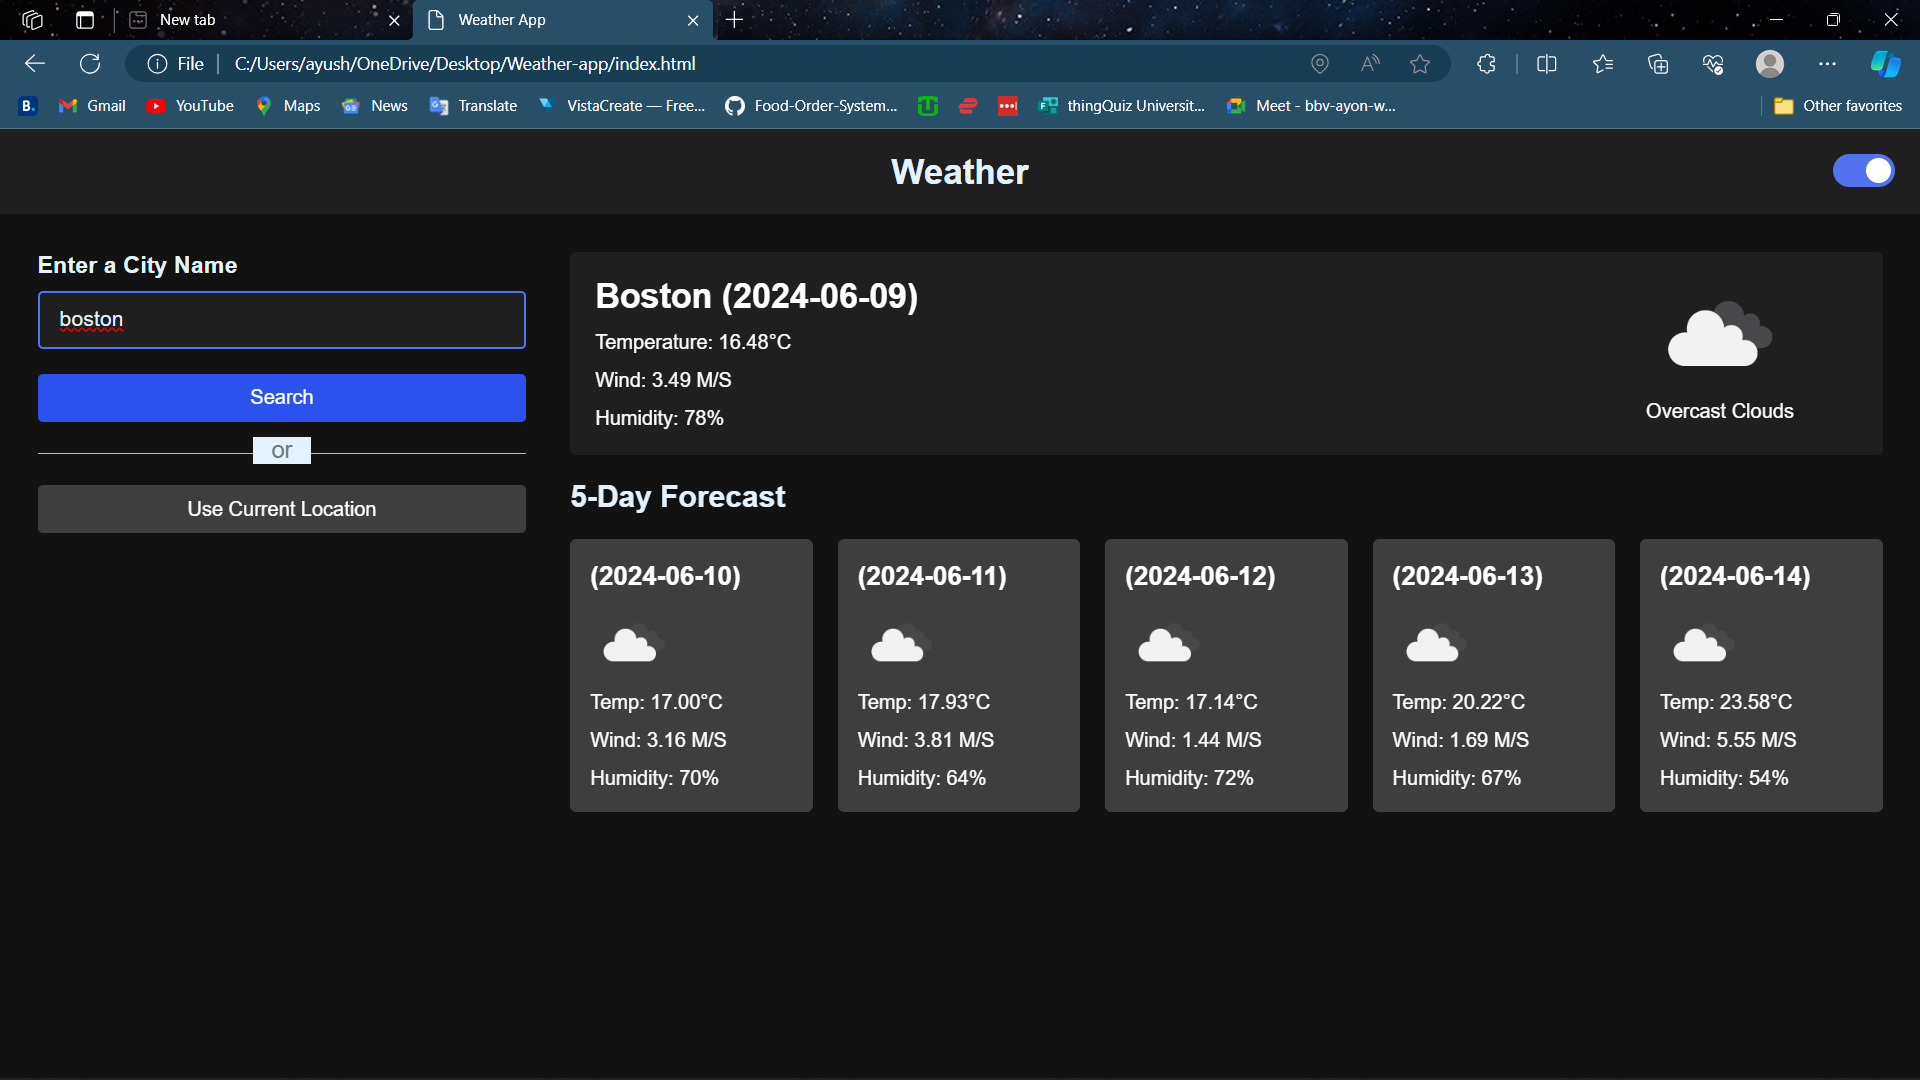 New tab
Weather App
File
C:/Users/ayush/OneDrive/Desktop/Weather-app/index.html
B. Gmail YouTube Maps News Translate VistaCreate — Free... Food-Order-System... thingQuiz Universit... Meet - bbv-ayon-w... Other favorites
Weather
Enter a City Name
boston
Search
or
Use Current Location
Boston (2024-06-09)
Temperature: 16.48°C
Wind: 3.49 M/S
Humidity: 78%
Overcast Clouds
5-Day Forecast
(2024-06-10)
Temp: 17.00°C
Wind: 3.16 M/S
Humidity: 70%
(2024-06-11)
Temp: 17.93°C
Wind: 3.81 M/S
Humidity: 64%
(2024-06-12)
Temp: 17.14°C
Wind: 1.44 M/S
Humidity: 72%
(2024-06-13)
Temp: 20.22°C
Wind: 1.69 M/S
Humidity: 67%
(2024-06-14)
Temp: 23.58°C
Wind: 5.55 M/S
Humidity: 54%